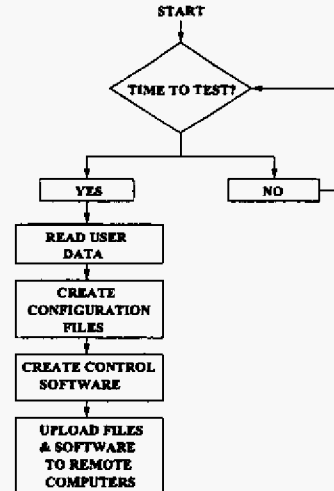 START
TIME TO TEST?
YES
NO
READ USER
DATA
CREATE
CONFIGURATION
FILES
CREATE CONTROL
SOFTWARE
UPLOAD FILES
& SOFTWARE
TO REMOTE
COMPUTERS